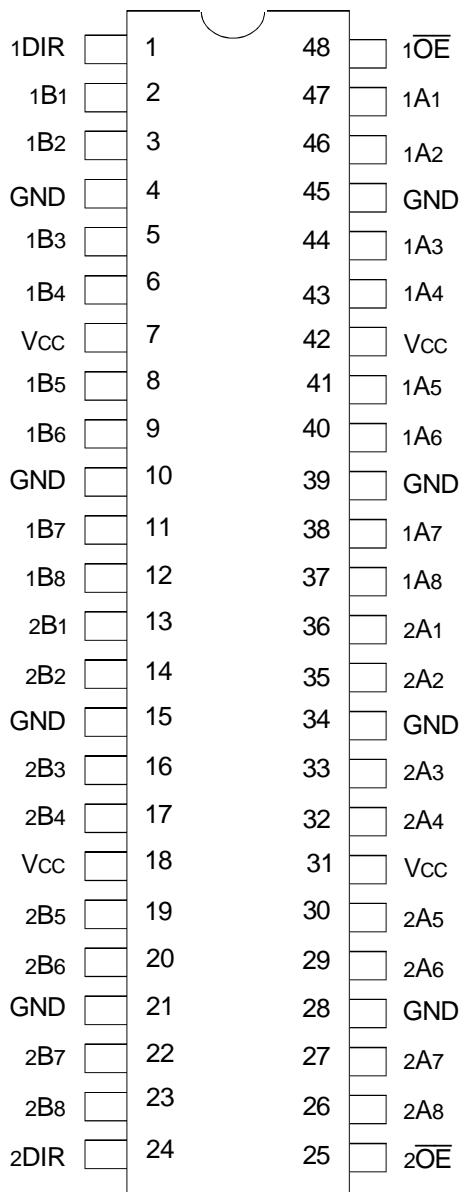 1DIR 1 48 1OE
1B1 2 47 1A1
1B2 3 46 1A2
GND 4 45 GND
1B3 5 44 1A3
1B4 6 43 1A4
VCC 7 42 VCC
1B5 8 41 1A5
1B6 9 40 1A6
GND 10 39 GND
1B7 11 38 1A7
1B8 12 37 1A8
2B1 13 36 2A1
2B2 14 35 2A2
GND 15 34 GND
2B3 16 33 2A3
2B4 17 32 2A4
VCC 18 31 VCC
2B5 19 30 2A5
2B6 20 29 2A6
GND 21 28 GND
2B7 22 27 2A7
2B8 23 26 2A8
2DIR 24 25 2OE